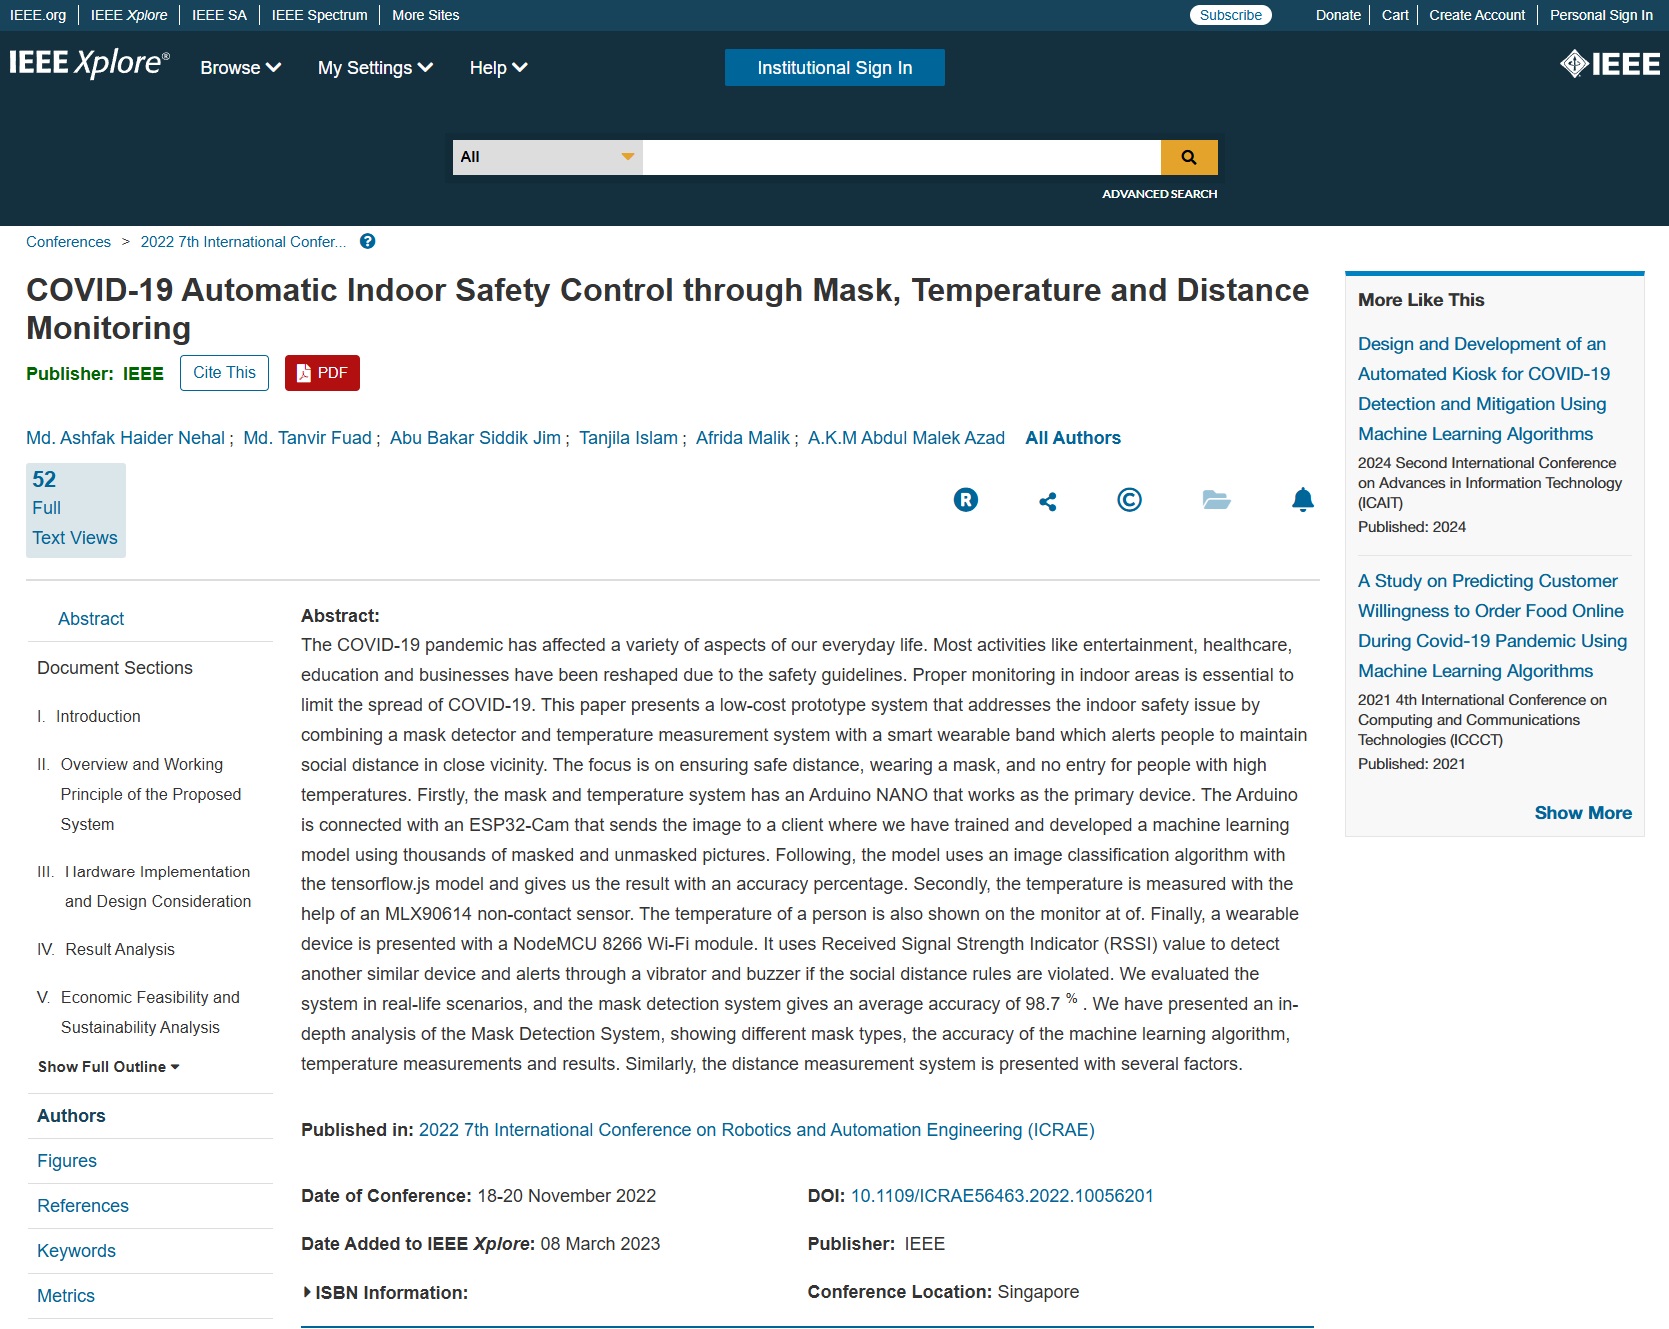 IEEE.org IEEE Xplore IEEE SA IEEE Spectrum More Sites Subscribe Donate Cart Create Account Personal Sign In
IEEE Xplore® Browse My Settings Help Institutional Sign In IEEE
All
ADVANCED SEARCH
Conferences > 2022 7th International Confer... ?
COVID-19 Automatic Indoor Safety Control through Mask, Temperature and Distance
Monitoring
Publisher: IEEE Cite This PDF
Md. Ashfak Haider Nehal ; Md. Tanvir Fuad ; Abu Bakar Siddik Jim ; Tanjila Islam ; Afrida Malik ; A.K.M Abdul Malek Azad All Authors
52
Full
Text Views
R ©
Abstract
Document Sections
I. Introduction
II. Overview and Working
Principle of the Proposed
System
III. Hardware Implementation
and Design Consideration
IV. Result Analysis
V. Economic Feasibility and
Sustainability Analysis
Show Full Outline
Authors
Figures
References
Keywords
Metrics
Abstract:
The COVID-19 pandemic has affected a variety of aspects of our everyday life. Most activities like entertainment, healthcare,
education and businesses have been reshaped due to the safety guidelines. Proper monitoring in indoor areas is essential to
limit the spread of COVID-19. This paper presents a low-cost prototype system that addresses the indoor safety issue by
combining a mask detector and temperature measurement system with a smart wearable band which alerts people to maintain
social distance in close vicinity. The focus is on ensuring safe distance, wearing a mask, and no entry for people with high
temperatures. Firstly, the mask and temperature system has an Arduino NANO that works as the primary device. The Arduino
is connected with an ESP32-Cam that sends the image to a client where we have trained and developed a machine learning
model using thousands of masked and unmasked pictures. Following, the model uses an image classification algorithm with
the tensorflow.js model and gives us the result with an accuracy percentage. Secondly, the temperature is measured with the
help of an MLX90614 non-contact sensor. The temperature of a person is also shown on the monitor at of. Finally, a wearable
device is presented with a NodeMCU 8266 Wi-Fi module. It uses Received Signal Strength Indicator (RSSI) value to detect
another similar device and alerts through a vibrator and buzzer if the social distance rules are violated. We evaluated the
system in real-life scenarios, and the mask detection system gives an average accuracy of 98.7 % . We have presented an in-
depth analysis of the Mask Detection System, showing different mask types, the accuracy of the machine learning algorithm,
temperature measurements and results. Similarly, the distance measurement system is presented with several factors.
Published in: 2022 7th International Conference on Robotics and Automation Engineering (ICRAE)
Date of Conference: 18-20 November 2022
DOI: 10.1109/ICRAE56463.2022.10056201
Date Added to IEEE Xplore: 08 March 2023
Publisher: IEEE
ISBN Information:
Conference Location: Singapore
More Like This
Design and Development of an
Automated Kiosk for COVID-19
Detection and Mitigation Using
Machine Learning Algorithms
2024 Second International Conference
on Advances in Information Technology
(ICAIT)
Published: 2024
A Study on Predicting Customer
Willingness to Order Food Online
During Covid-19 Pandemic Using
Machine Learning Algorithms
2021 4th International Conference on
Computing and Communications
Technologies (ICCCT)
Published: 2021
Show More